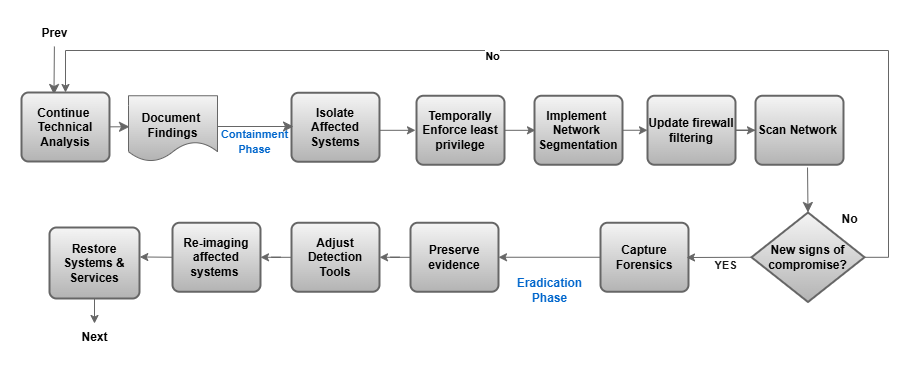 Prev
No
Continue
Technical
Analysis
Document
Findings
Containment
Phase
Isolate
Affected
Systems
Temporally
Enforce least
privilege
Implement
Network
Segmentation
Update firewall
filtering
Scan Network
No
New signs of
compromise?
YES
Capture
Forensics
Eradication
Phase
Preserve
evidence
Adjust
Detection
Tools
Re-imaging
affected
systems
Restore
Systems &
Services
Next